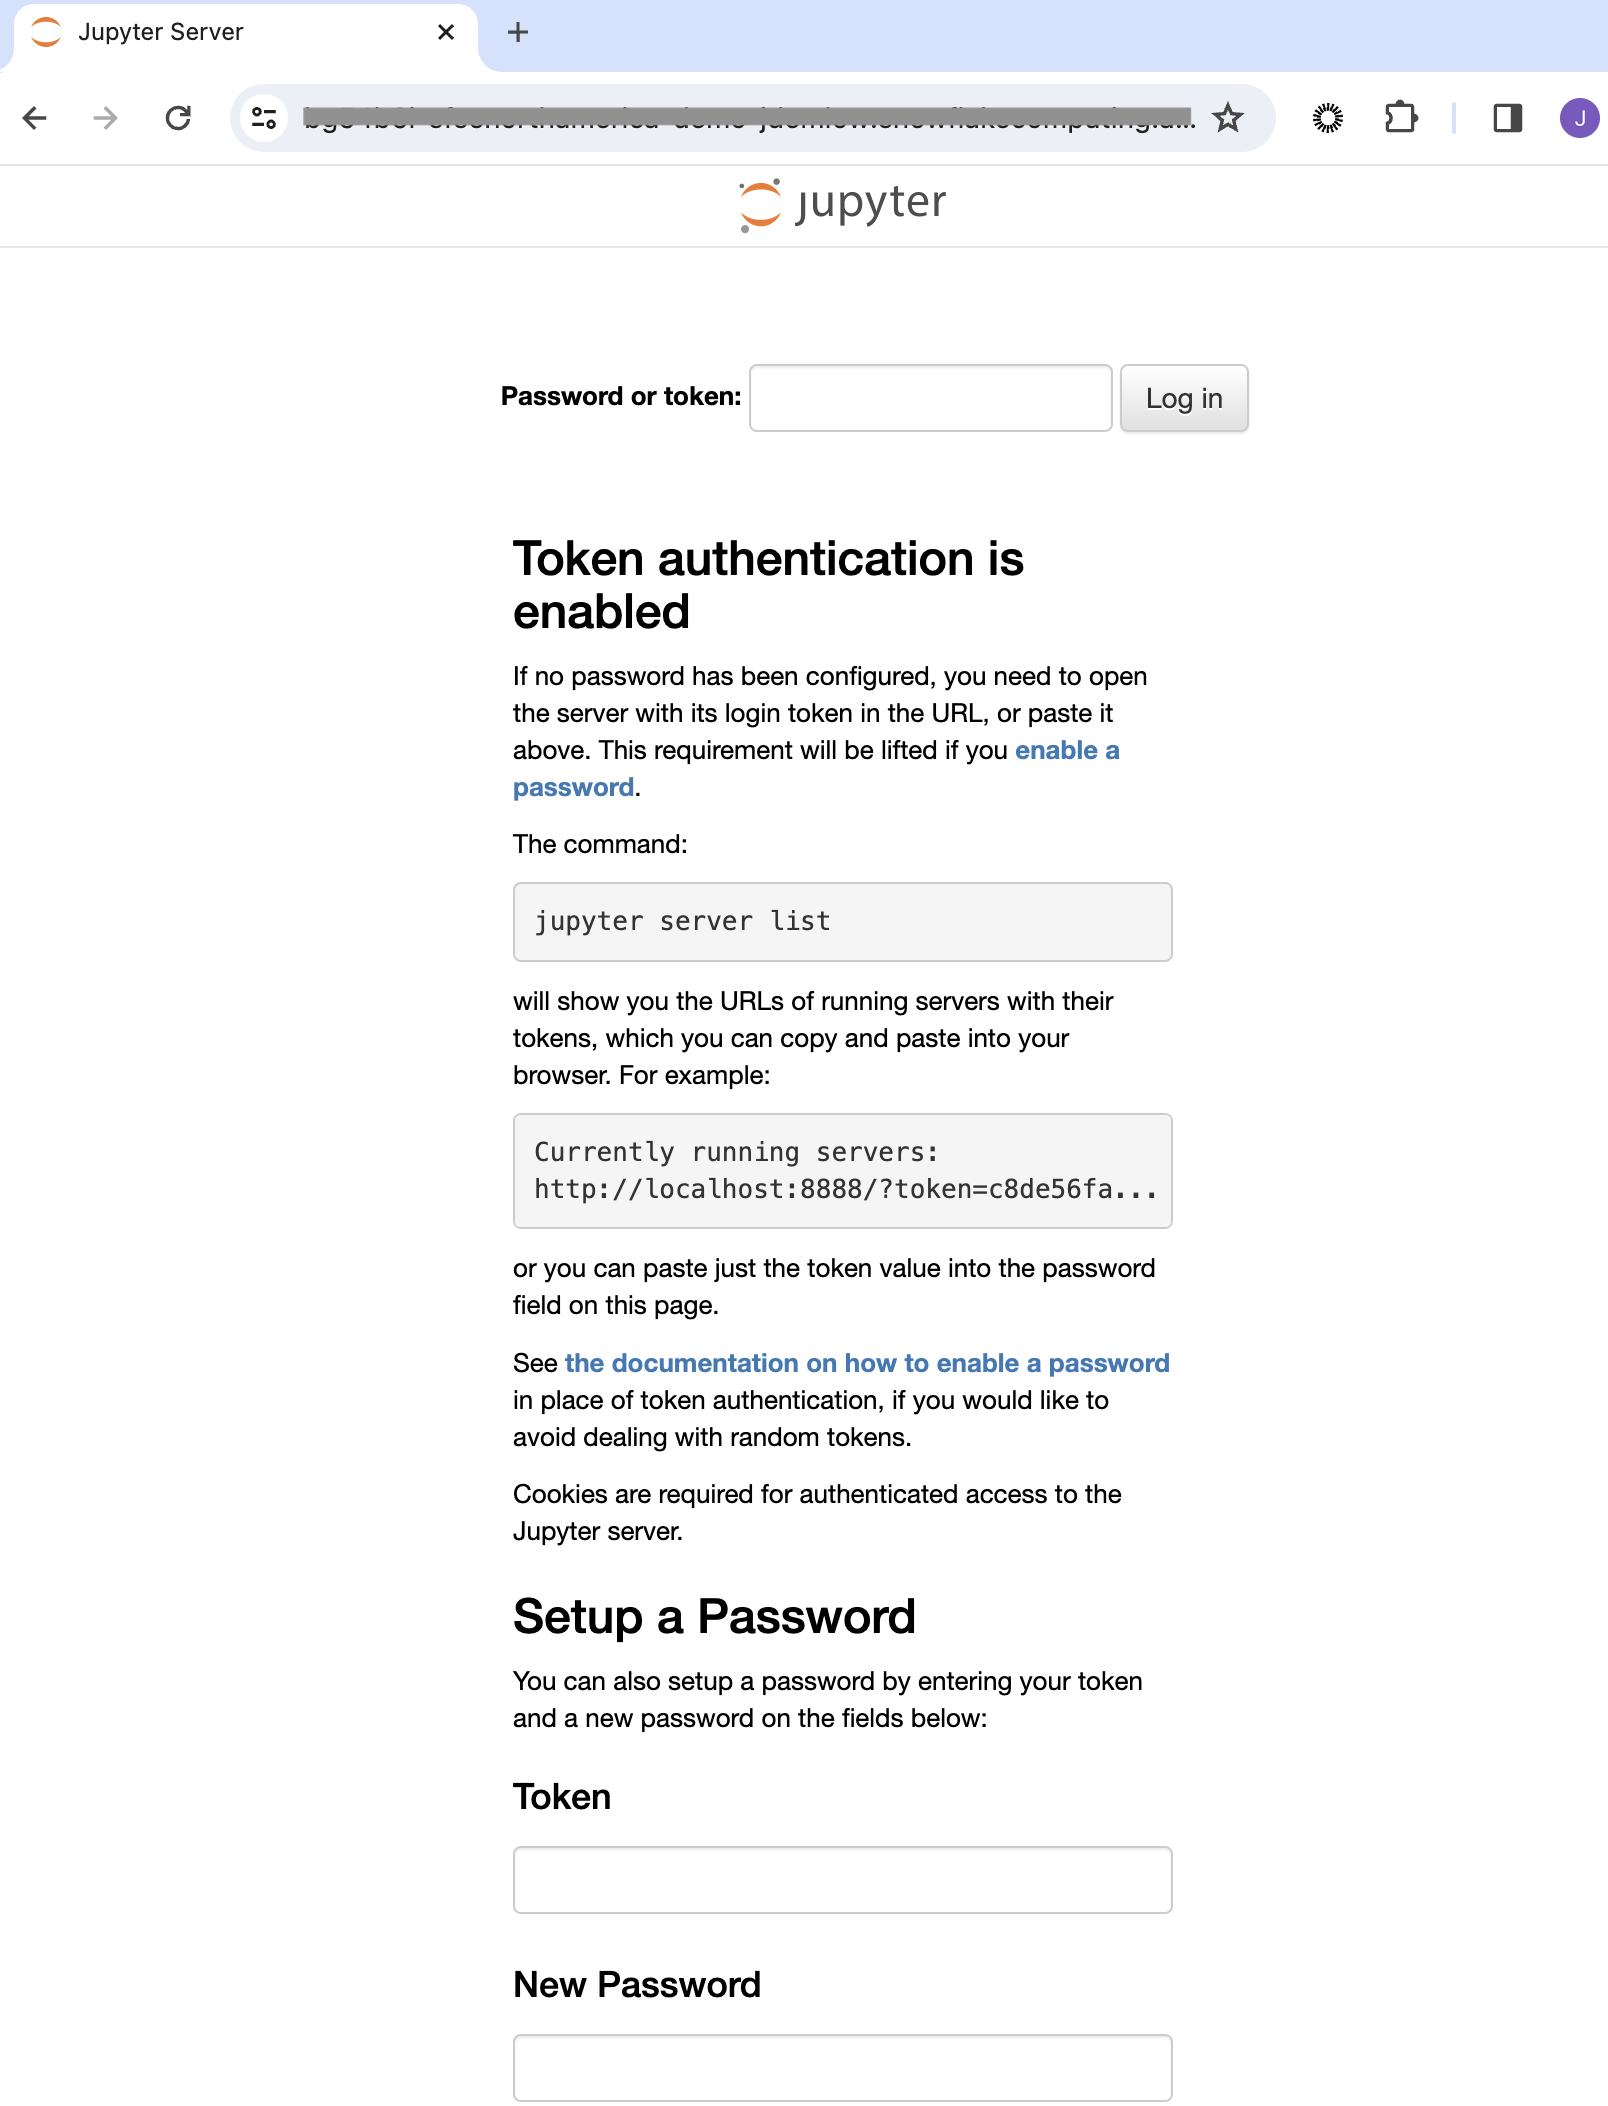 Jupyter Server
J
jupyter
Password or token:
Log in
Token authentication is
enabled
If no password has been configured, you need to open
the server with its login token in the URL, or paste it
above. This requirement will be lifted if you enable a
password.
The command:
jupyter server list
will show you the URLs of running servers with their
tokens, which you can copy and paste into your
browser. For example:
Currently running servers:
http://localhost:8888/?token=c8de56fa...
or you can paste just the token value into the password
field on this page.
See the documentation on how to enable a password
in place of token authentication, if you would like to
avoid dealing with random tokens.
Cookies are required for authenticated access to the
Jupyter server.
Setup a Password
You can also setup a password by entering your token
and a new password on the fields below:
Token
New Password